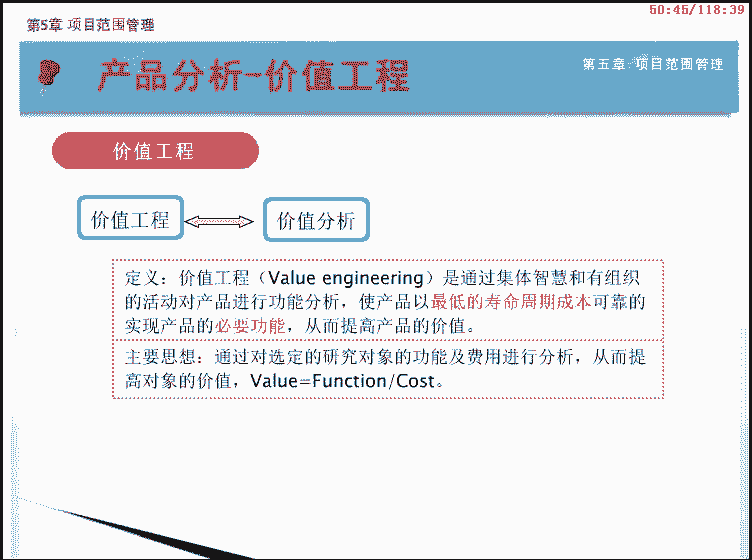 50:45/118:39
第5章 项目范围管理
产品分析-价值工程
第五章 项目范围管理
价值工程
价值工程
价值分析
定义：价值工程（Value engineering）是通过集体智慧和有组织
的活动对产品进行功能分析，使产品以最低的寿命周期成本可靠的
实现产品的必要功能，从而提高产品的价值。
主要思想：通过对选定的研究对象的功能及费用进行分析，从而提
高对象的价值，Value=Function/Cost。